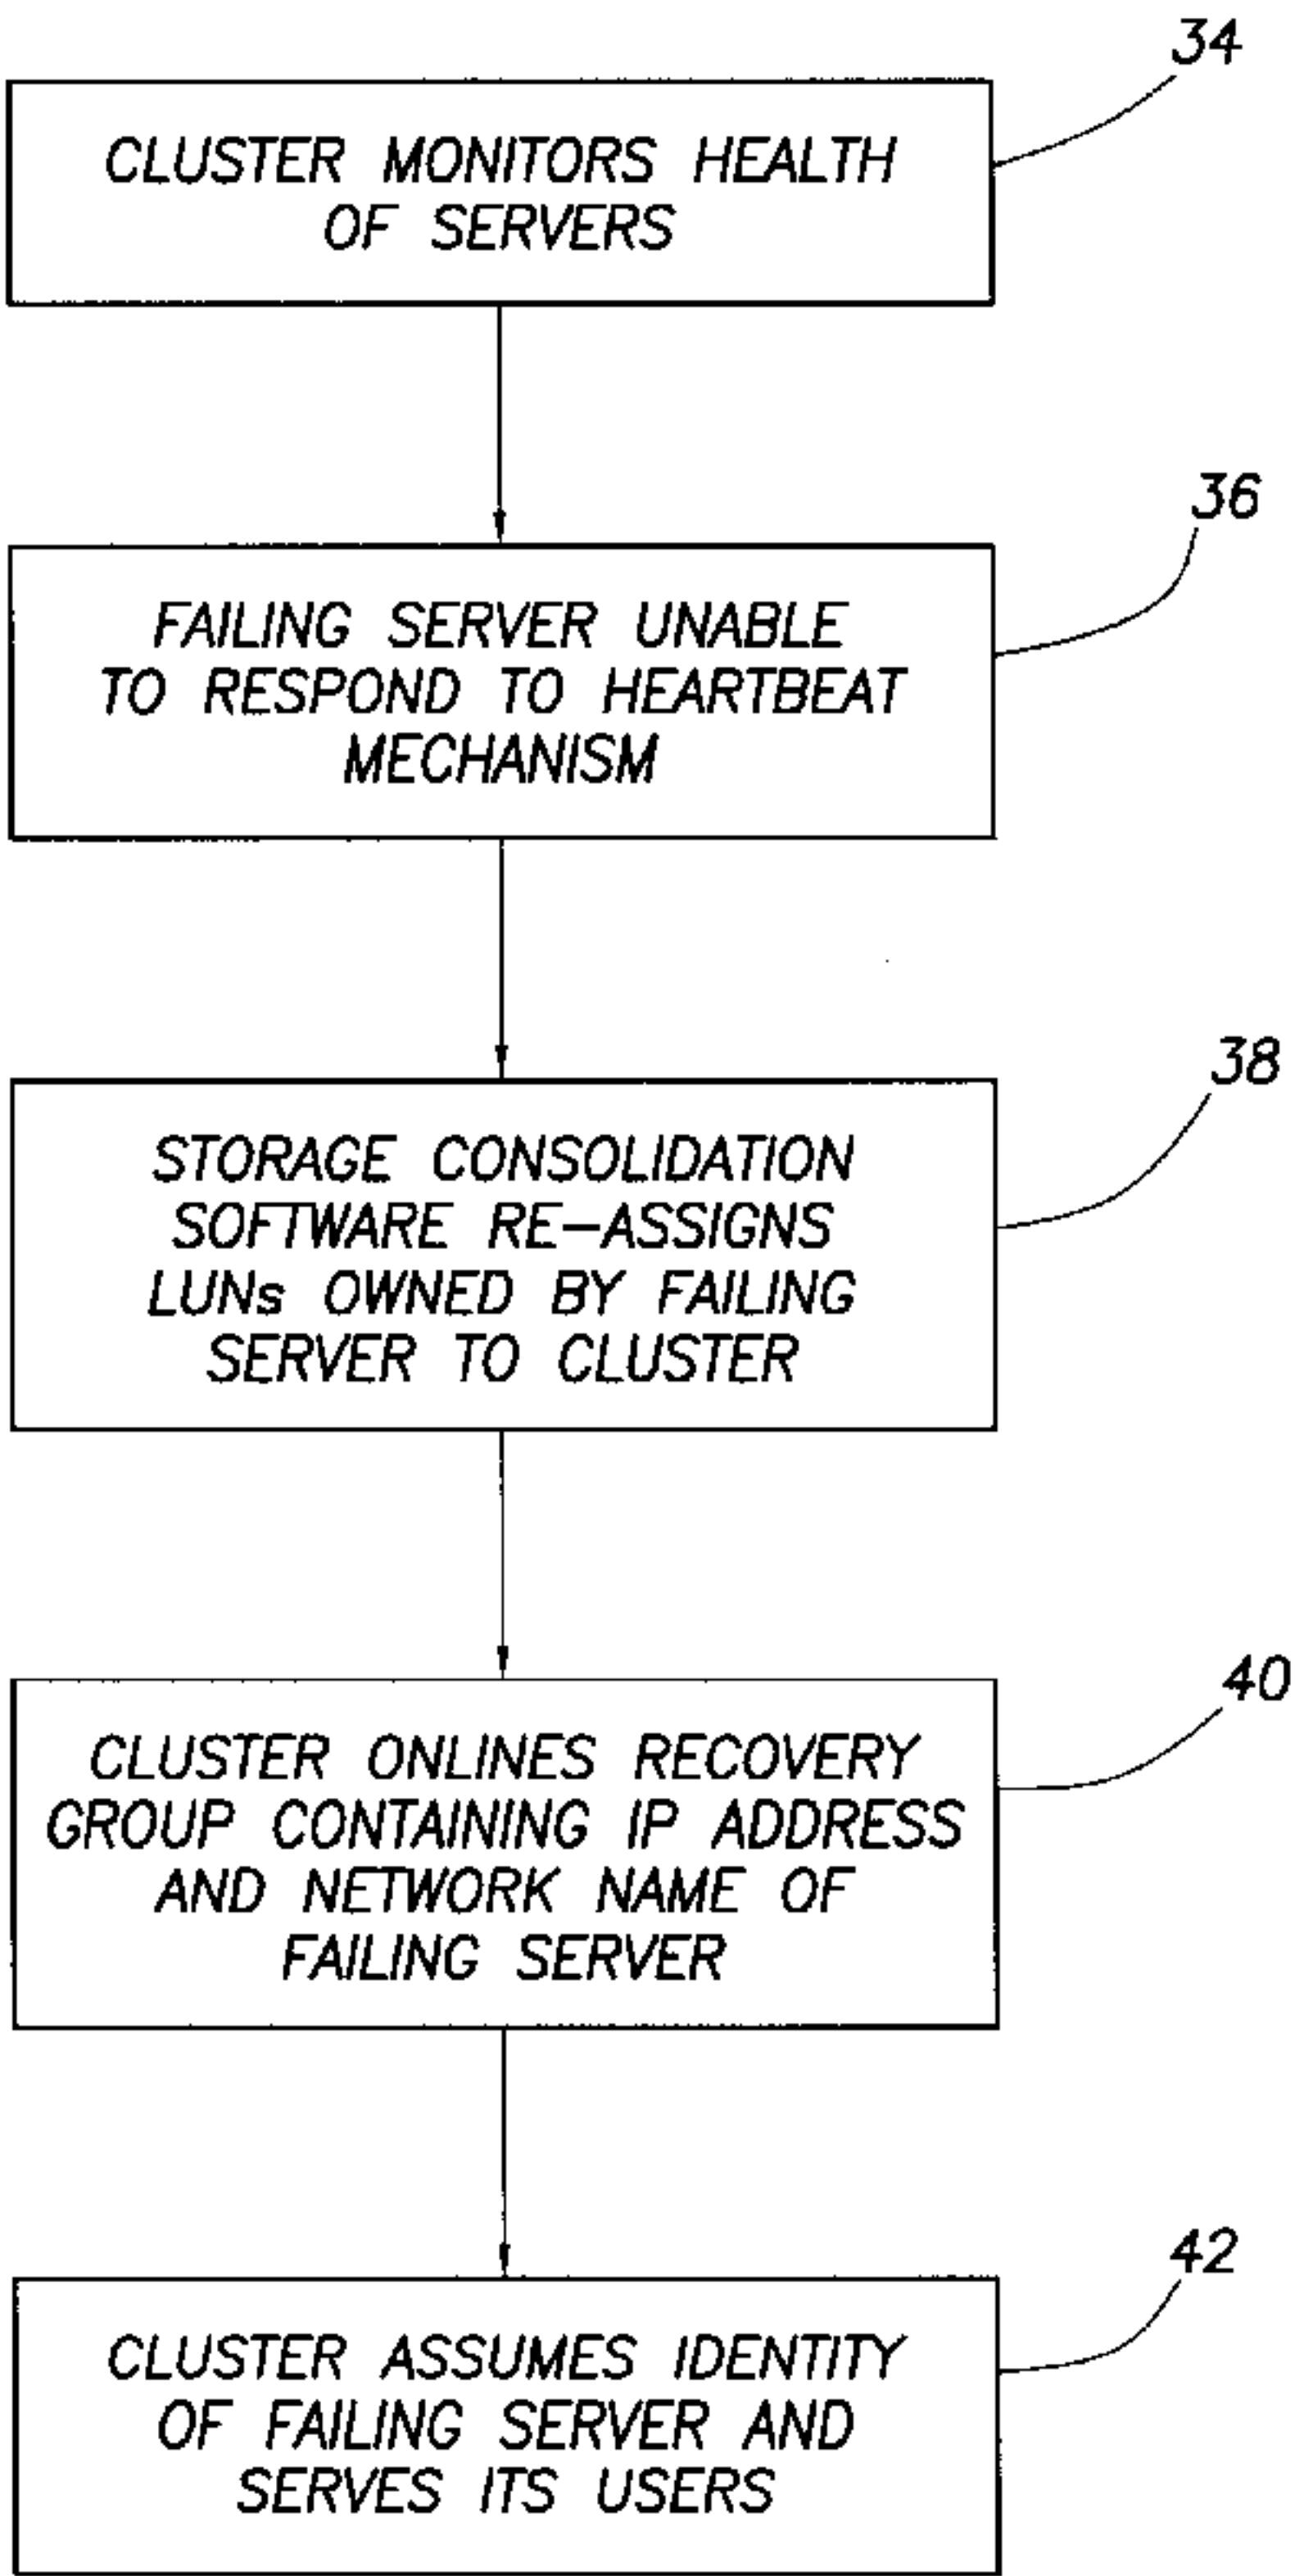 34
CLUSTER MONITORS HEALTH
OF SERVERS
36
FAILING SERVER UNABLE
TO RESPOND TO HEARTBEAT
MECHANISM
38
STORAGE CONSOLIDATION
SOFTWARE RE-ASSIGNS
LUNs OWNED BY FAILING
SERVER TO CLUSTER
40
CLUSTER ONLINES RECOVERY
GROUP CONTAINING IP ADDRESS
AND NETWORK NAME OF
FAILING SERVER
42
CLUSTER ASSUMES IDENTITY
OF FAILING SERVER AND
SERVES ITS USERS